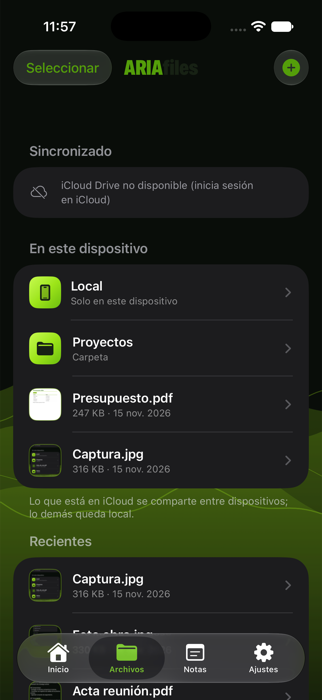 11:57
Seleccionar
ARIAfiles
Sincronizado
iCloud Drive no disponible (inicia sesión
en iCloud)
En este dispositivo
Local
Solo en este dispositivo
Proyectos
Carpeta
Presupuesto.pdf
247 KB · 15 nov. 2026
Captura.jpg
316 KB · 15 nov. 2026
Lo que está en iCloud se comparte entre dispositivos;
lo demás queda local.
Recientes
Captura.jpg
316 KB · 15 nov. 2026
Inicio
Archivos
Notas
Ajustes
Acta reunión.pdf